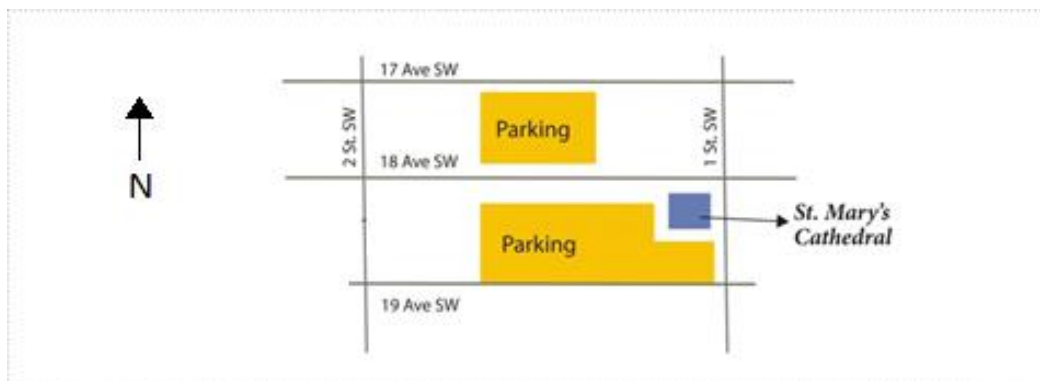 17 Ave SW
Parking
2 St. SW
1 St. SW
18 Ave SW
N
St. Mary's
Cathedral
Parking
19 Ave SW